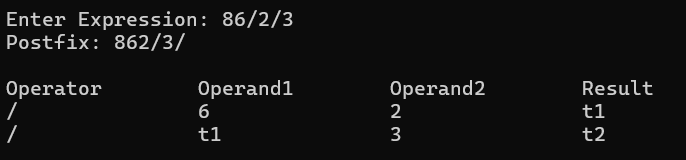 Enter Expression: 86/2/3
Postfix: 862/3/
Operator Operand1 Operand2 Result
/ 6 2 t1
/ t1 3 t2